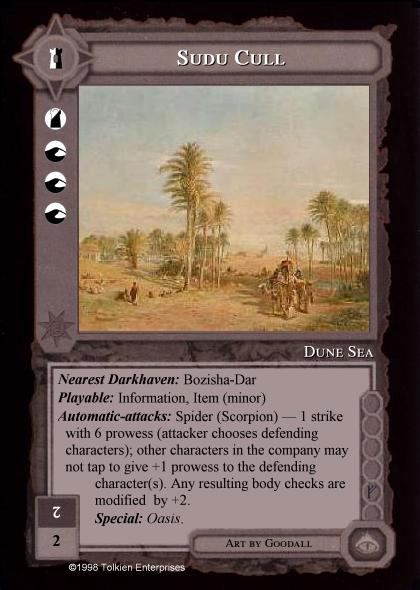 SUDU CULL
DUNE SEA
Nearest Darkhaven: Bozisha-Dar
Playable: Information, Item (minor)
Automatic-attacks: Spider (Scorpion) — 1 strike
with 6 prowess (attacker chooses defending
characters); other characters in the company may
not tap to give +1 prowess to the defending
character(s). Any resulting body checks are
modified by +2.
Special: Oasis.
2
2
ART BY GOODALL
©1998 Tolkien Enterprises